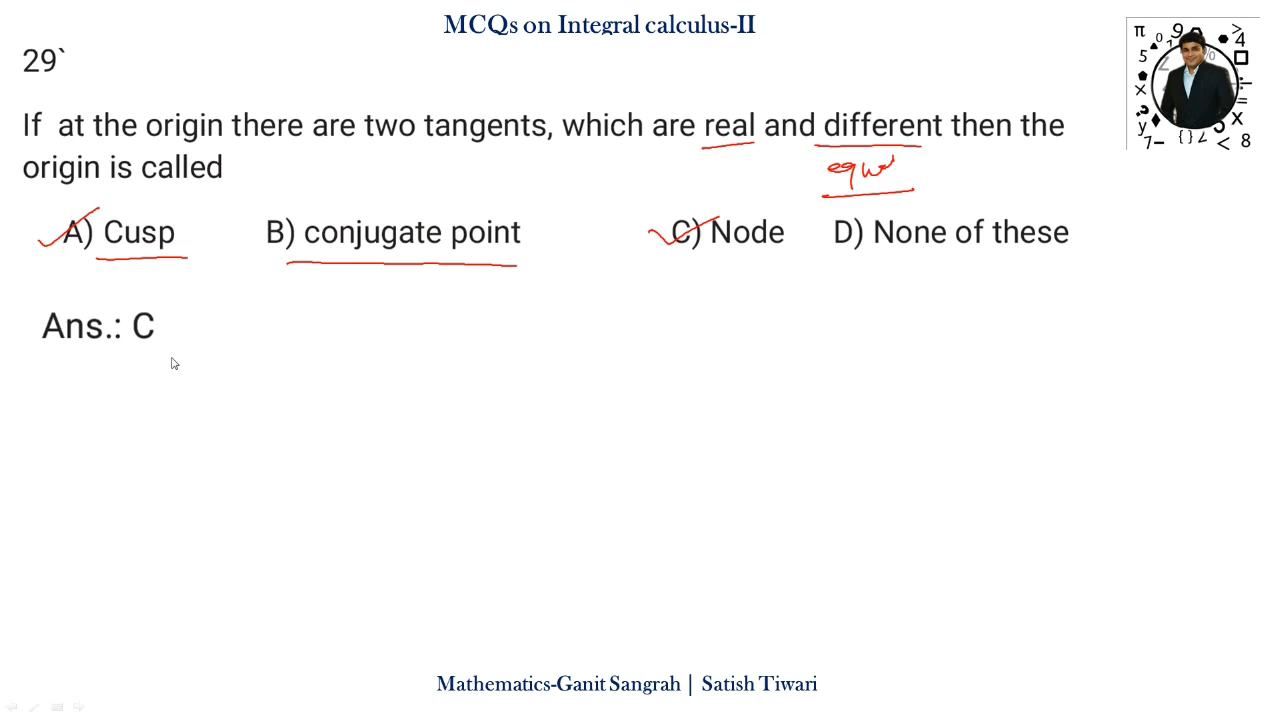 MCQs on Integral calculus-II
29`
If at the origin there are two tangents, which are real and different then the
origin is called
equal
A) Cusp B) conjugate point C) Node D) None of these
Ans.: C
Mathematics-Ganit Sangrah | Satish Tiwari